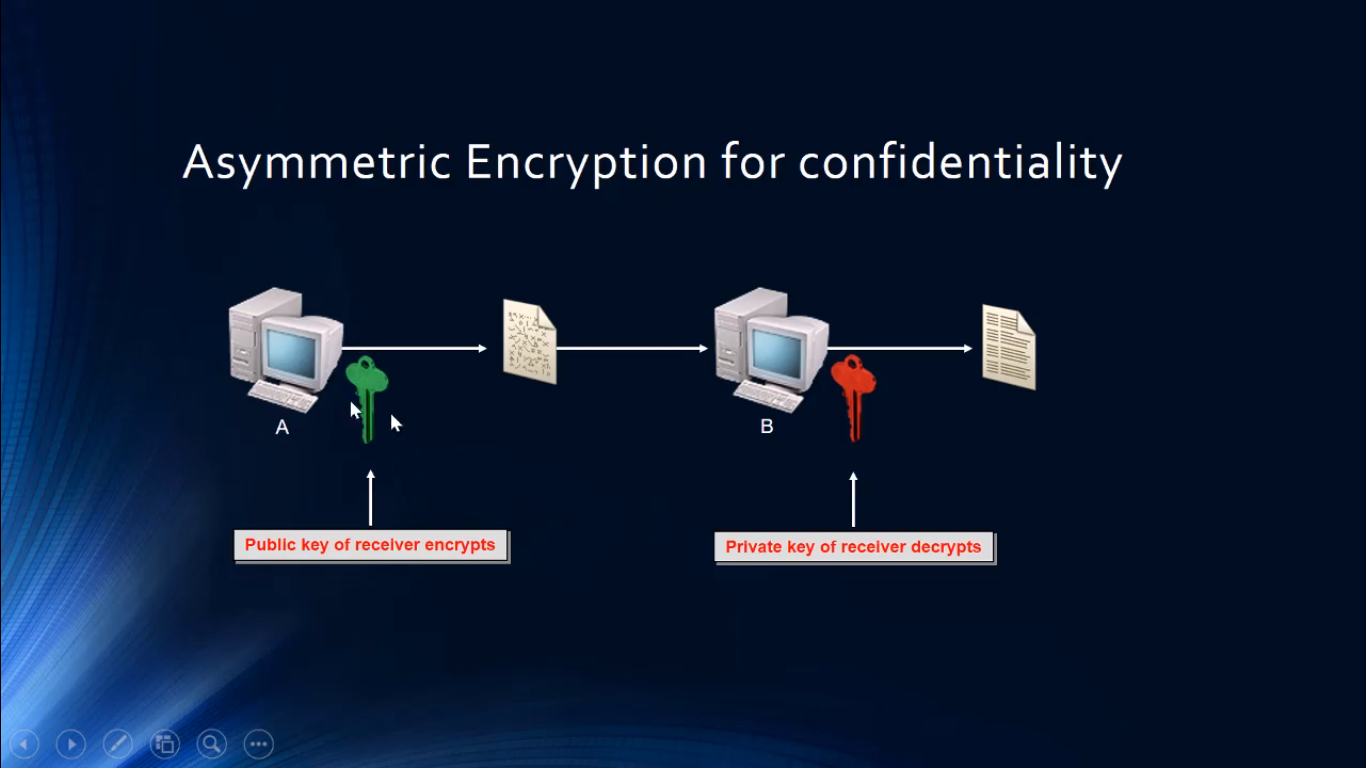 Asymmetric Encryption for confidentiality
A
B
Public key of receiver encrypts
Private key of receiver decrypts